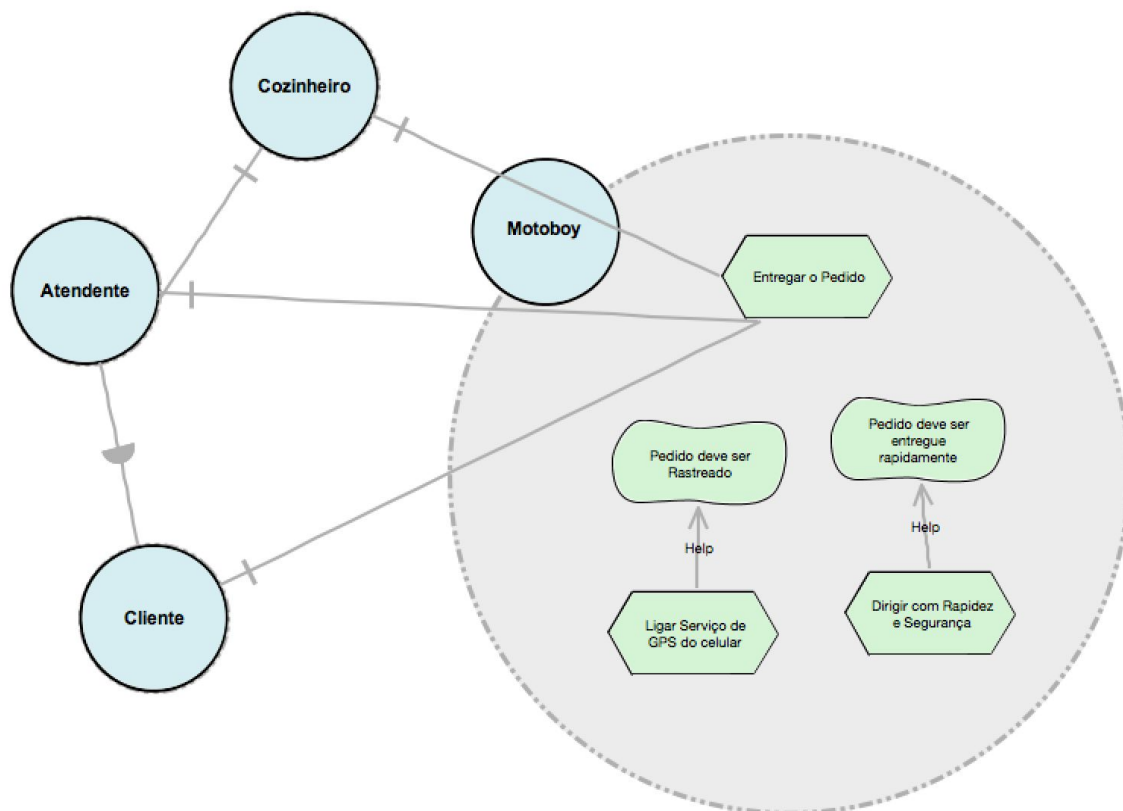 Cozinheiro
Motoboy
Atendente
Entregar o Pedido
Pedido deve ser
Rastreado
Pedido deve ser
entregue
rapidamente
Help
Help
Cliente
Ligar Serviço de
GPS do celular
Dirigir com Rapidez
e Segurança